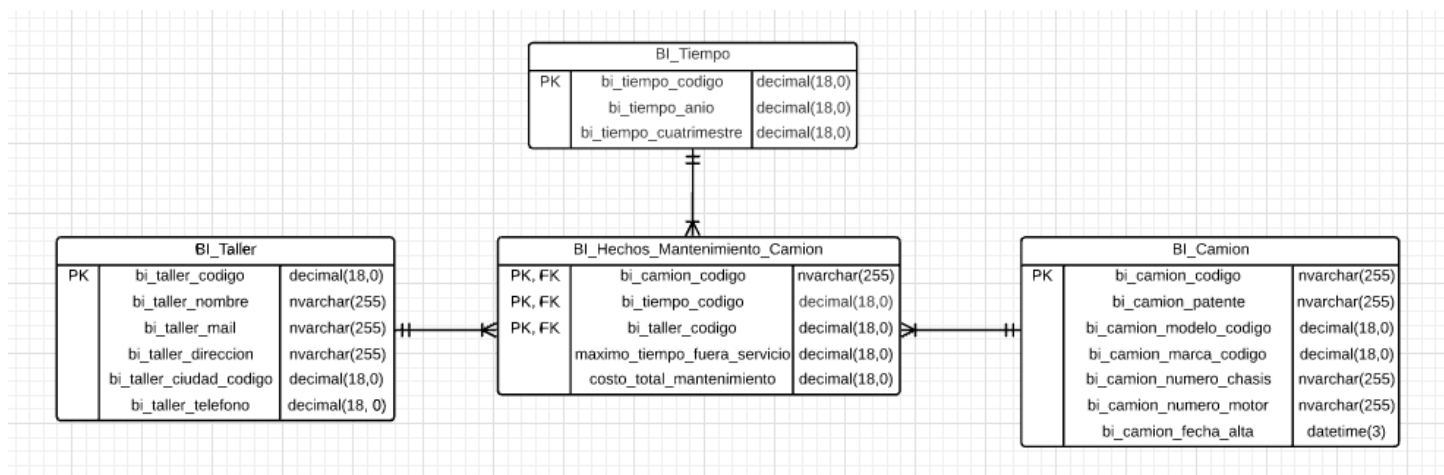 BI_Tiempo
PK bi_tiempo_codigo decimal(18,0)
bi_tiempo_anio decimal(18,0)
bi_tiempo_cuatrimestre decimal(18,0)
BI_Taller
PK bi_taller_codigo decimal(18,0)
bi_taller_nombre nvarchar(255)
bi_taller_mail nvarchar(255)
bi_taller_direccion nvarchar(255)
bi_taller_ciudad_codigo decimal(18,0)
bi_taller_telefono decimal(18, 0)
BI_Hechos_Mantenimiento_Camion
PK, FK bi_camion_codigo nvarchar(255)
PK, FK bi_tiempo_codigo decimal(18,0)
PK, FK bi_taller_codigo decimal(18,0)
maximo_tiempo_fuera_servicio decimal(18,0)
costo_total_mantenimiento decimal(18,0)
BI_Camion
PK bi_camion_codigo nvarchar(255)
bi_camion_patente nvarchar(255)
bi_camion_modelo_codigo decimal(18,0)
bi_camion_marca_codigo decimal(18,0)
bi_camion_numero_chasis nvarchar(255)
bi_camion_numero_motor nvarchar(255)
bi_camion_fecha_alta datetime(3)